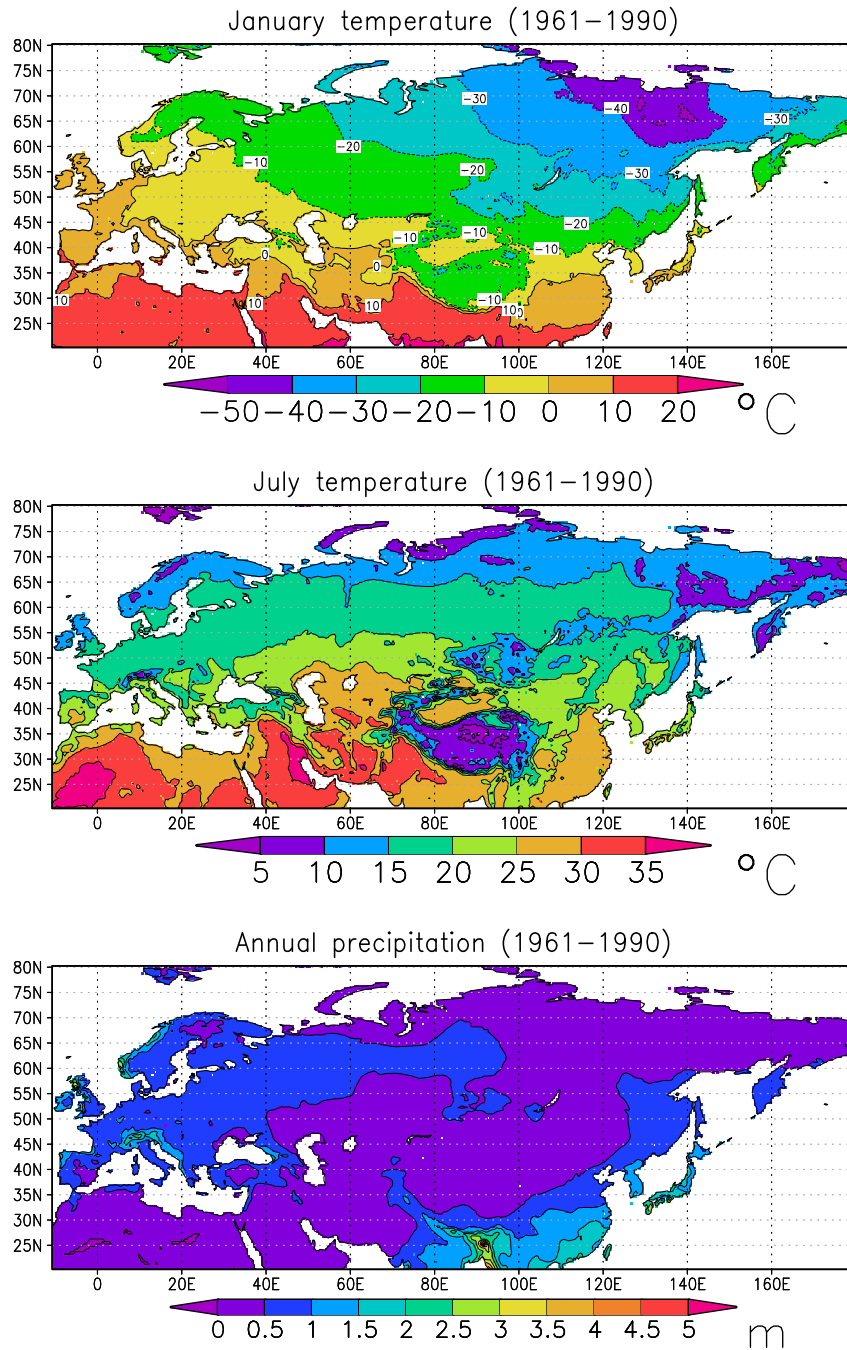 January temperature (1961−1990)
80N
75N
70N
65N
60N
55N
50N
45N
40N
35N
30N
25N
−30
−40
−30
−10
−20
−20
−30
−20
−10
−10
−10
0
0
10
10
10
−10
10
0 20E 40E 60E 80E 100E 120E 140E 160E
−50 −40 −30 −20 −10 0 10 20 °C
July temperature (1961−1990)
80N
75N
70N
65N
60N
55N
50N
45N
40N
35N
30N
25N
0 20E 40E 60E 80E 100E 120E 140E 160E
5 10 15 20 25 30 35 °C
Annual precipitation (1961−1990)
80N
75N
70N
65N
60N
55N
50N
45N
40N
35N
30N
25N
0 20E 40E 60E 80E 100E 120E 140E 160E
0 0.5 1 1.5 2 2.5 3 3.5 4 4.5 5 m